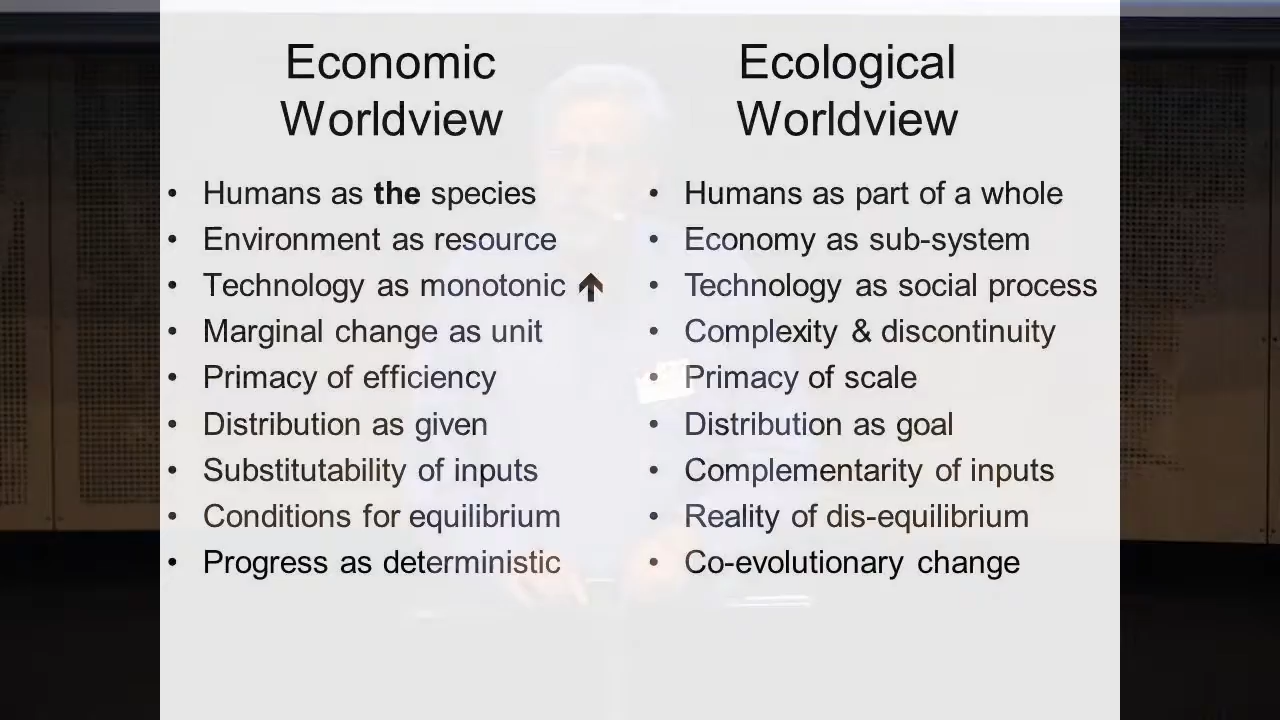 Economic
Worldview
• Humans as the species
• Environment as resource
• Technology as monotonic ↑
• Marginal change as unit
• Primacy of efficiency
• Distribution as given
• Substitutability of inputs
• Conditions for equilibrium
• Progress as deterministic
Ecological
Worldview
• Humans as part of a whole
• Economy as sub-system
• Technology as social process
• Complexity & discontinuity
• Primacy of scale
• Distribution as goal
• Complementarity of inputs
• Reality of dis-equilibrium
• Co-evolutionary change